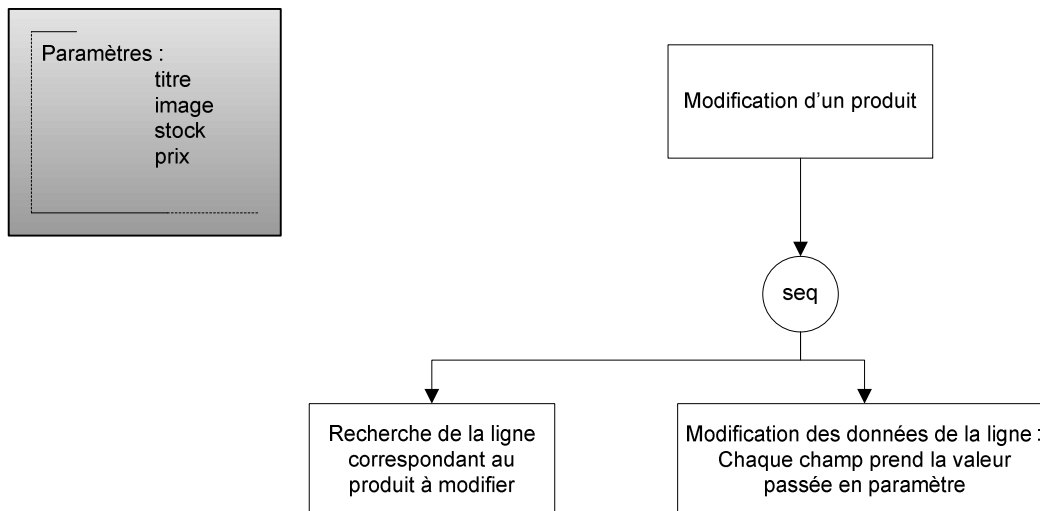 Paramètres :
titre
image
stock
prix
Modification d'un produit
seq
Recherche de la ligne
correspondant au
produit à modifier
Modification des données de la ligne :
Chaque champ prend la valeur
passée en paramètre